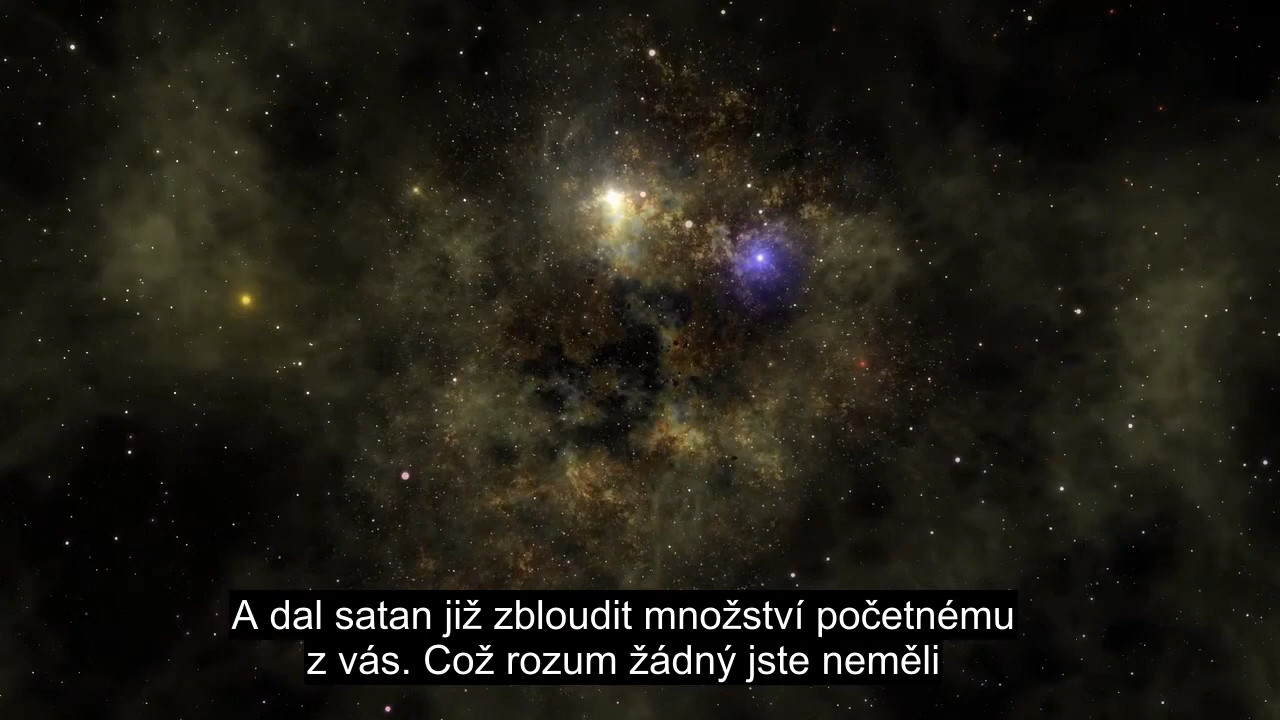 A dal satan již zbloudit množství početnému
z vás. Což rozum žádný jste neměli